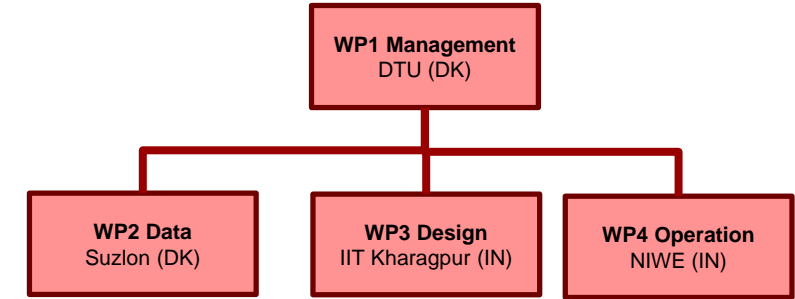 WP1 Management
DTU (DK)
WP2 Data
Suzlon (DK)
WP3 Design
IIT Kharagpur (IN)
WP4 Operation
NIWE (IN)